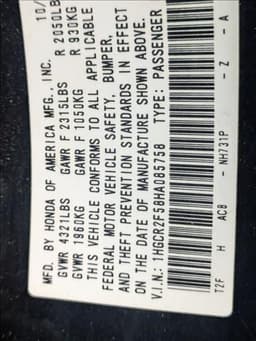 MFD. BY HONDA OF AMERICA MFG., INC. 10/
GVWR 4321LBS GAWR F 2315LBS R 2050LB
GVWR 1960KG GAWR F 1050KG R 930KG
THIS VEHICLE CONFORMS TO ALL APPLICABLE
FEDERAL MOTOR VEHICLE SAFETY, BUMPER,
AND THEFT PREVENTION STANDARDS IN EFFECT
ON THE DATE OF MANUFACTURE SHOWN ABOVE.
V.I.N.: 1HGCR2F58HA085758 TYPE: PASSENGER
T2F H AC8 - NH731P - Z - A